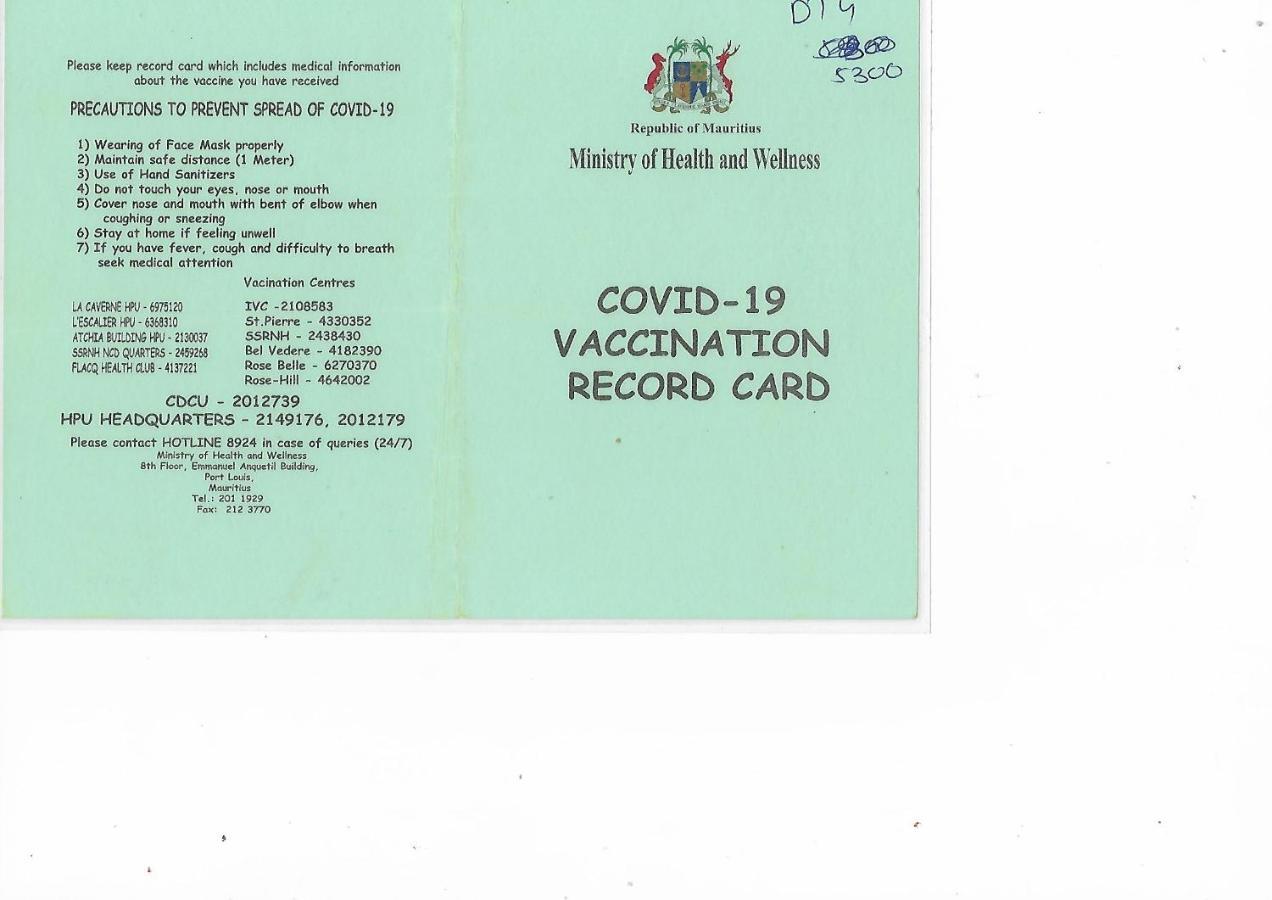 Please keep record card which includes medical information
about the vaccine you have received
PRECAUTIONS TO PREVENT SPREAD OF COVID-19
1) Wearing of Face Mask properly
2) Maintain safe distance (1 Meter)
3) Use of Hand Sanitizers
4) Do not touch your eyes, nose or mouth
5) Cover nose and mouth with bent of elbow when
coughing or sneezing
6) Stay at home if feeling unwell
7) If you have fever, cough and difficulty to breath
seek medical attention
Vacination Centres
LA CAVERNE HPU - 6975120
L'ESCALIER HPU - 6368310
ATCHIA BUILDING HPU - 2130037
SSRNH NCD QUARTERS - 2459268
FLACQ HEALTH CLUB - 4137221
IVC -2108583
St.Pierre - 4330352
SSRNH - 2438430
Bel Vedere - 4182390
Rose Belle - 6270370
Rose-Hill - 4642002
CDCU - 2012739
HPU HEADQUARTERS - 2149176, 2012179
Please contact HOTLINE 8924 in case of queries (24/7)
Ministry of Health and Wellness
8th Floor, Emmanuel Anquetil Building,
Port Louis,
Mauritius
Tel.: 201 1929
Fax: 212 3770
5300
Republic of Mauritius
Ministry of Health and Wellness
COVID-19
VACCINATION
RECORD CARD